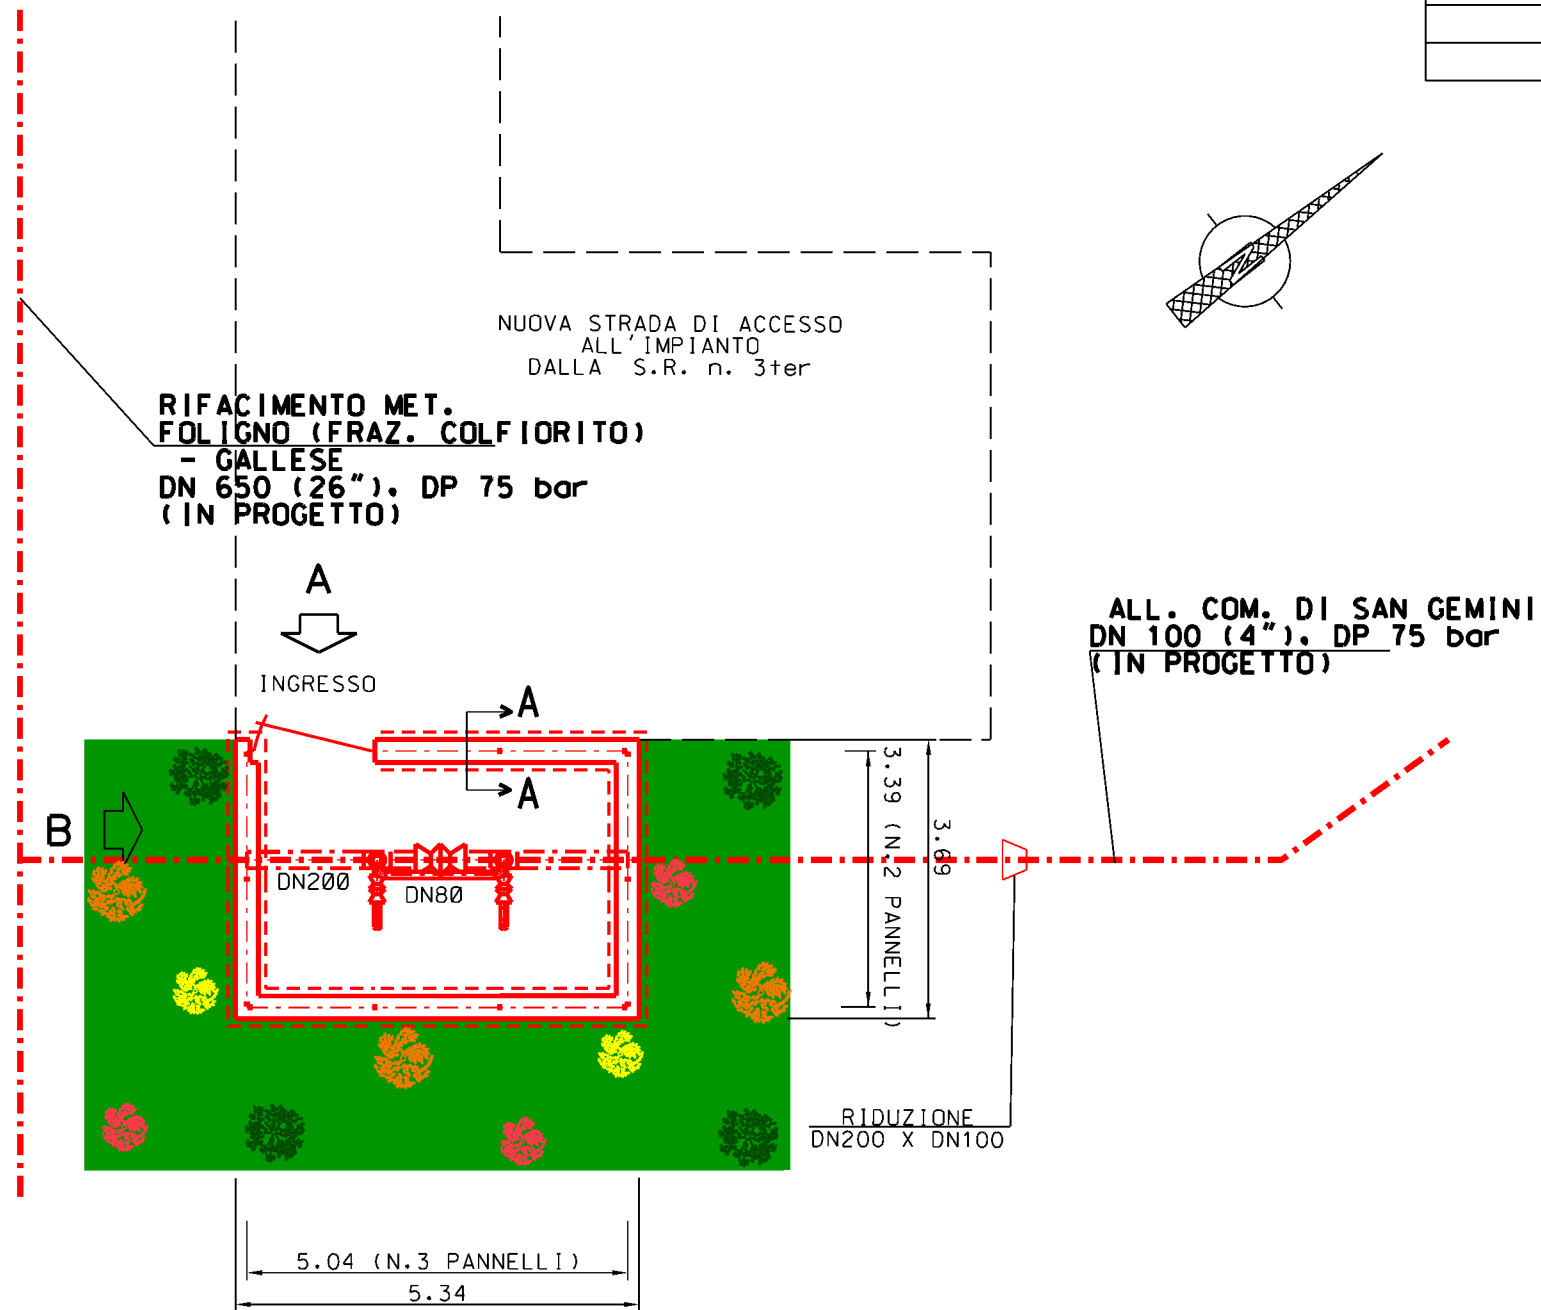 N
NUOVA STRADA DI ACCESSO
ALL'IMPIANTO
DALLA S.R. n. 3ter
RIFACIMENTO MET.
FOLIGNO (FRAZ. COLFIORITO)
- GALLESE
DN 650 (26"), DP 75 bar
(IN PROGETTO)
A
INGRESSO
ALL. COM. DI SAN GEMINI
DN 100 (4"), DP 75 bar
(IN PROGETTO)
A
A
B
DN200
DN80
3.39 (N.2 PANNELLI)
3.69
RIDUZIONE
DN200 X DN100
5.04 (N.3 PANNELLI)
5.34